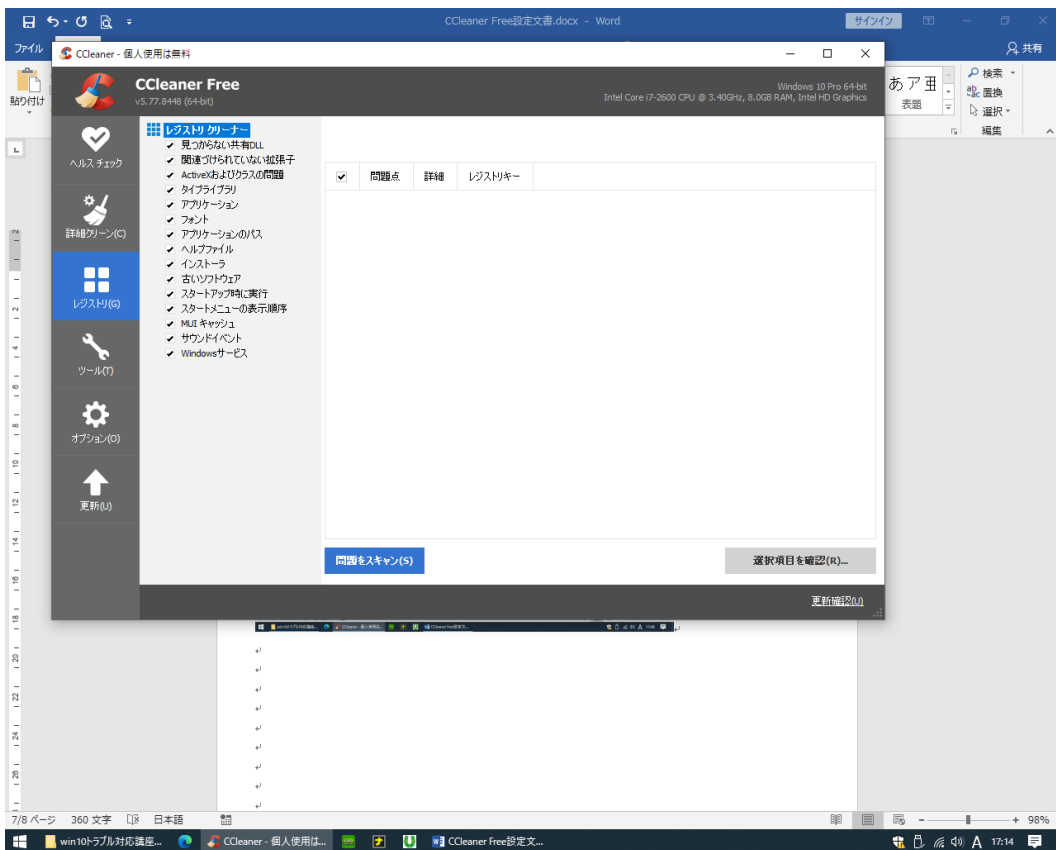 CCleaner Free設定文書.docx - Word
サインイン
ファイル
共有
CCleaner - 個人使用は無料
CCleaner Free
v5.77.8448 (64-bit)
Windows 10 Pro 64-bit
Intel Core i7-2600 CPU @ 3.40GHz, 8.0GB RAM, Intel HD Graphics
貼り付け
あア亜
表題
検索
置換
選択
編集
ヘルス チェック
詳細クリーン(C)
レジストリ(G)
ツール(T)
オプション(O)
更新(U)
レジストリ クリーナー
見つからない共有DLL
関連づけられていない拡張子
ActiveXおよびクラスの問題
タイプライブラリ
アプリケーション
フォント
アプリケーションのパス
ヘルプファイル
インストーラ
古いソフトウェア
スタートアップ時に実行
スタートメニューの表示順序
MUI キャッシュ
サウンドイベント
Windowsサービス
問題点 詳細 レジストリキー
問題をスキャン(S)
選択項目を確認(R)...
更新確認(U)
2
2
4
6
8
10
12
14
16
18
20
22
24
26
7/8 ページ 360 文字 日本語
98%
win10トラブル対応講座...
CCleaner - 個人使用は...
CCleaner Free設定文...
A 17:14